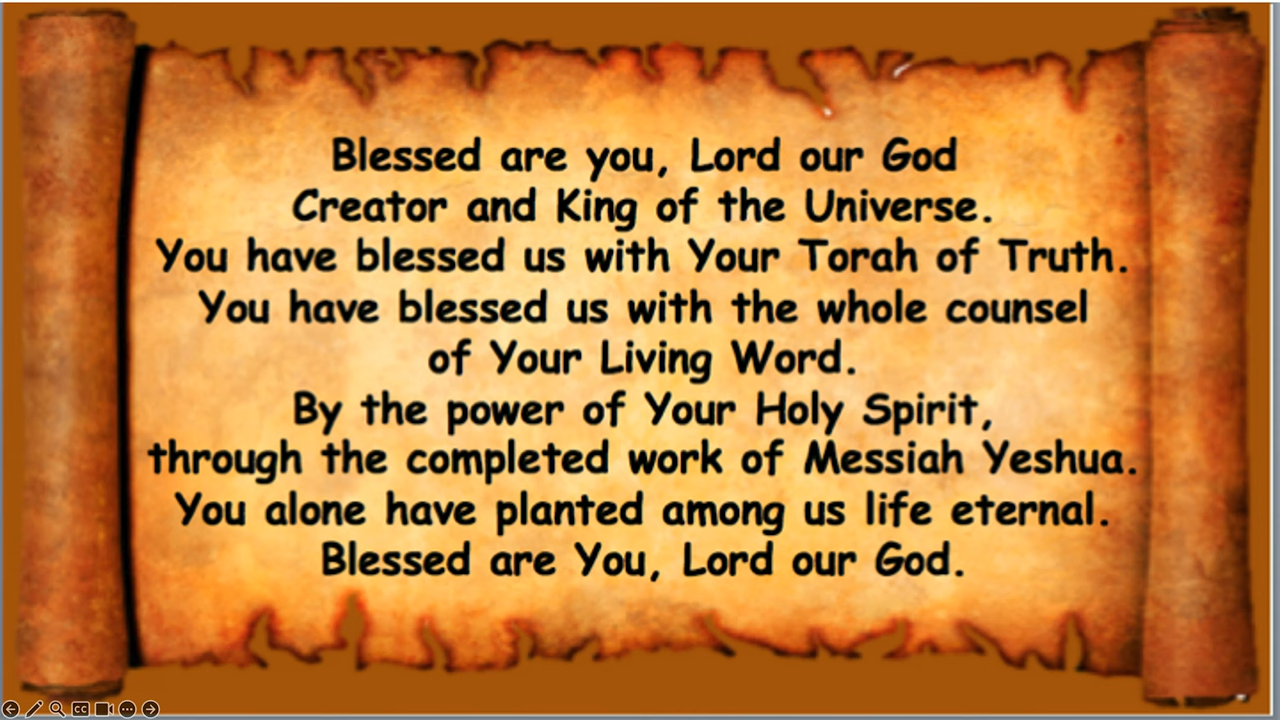 Blessed are you, Lord our God
Creator and King of the Universe.
You have blessed us with Your Torah of Truth.
You have blessed us with the whole counsel
of Your Living Word.
By the power of Your Holy Spirit,
through the completed work of Messiah Yeshua.
You alone have planted among us life eternal.
Blessed are You, Lord our God.